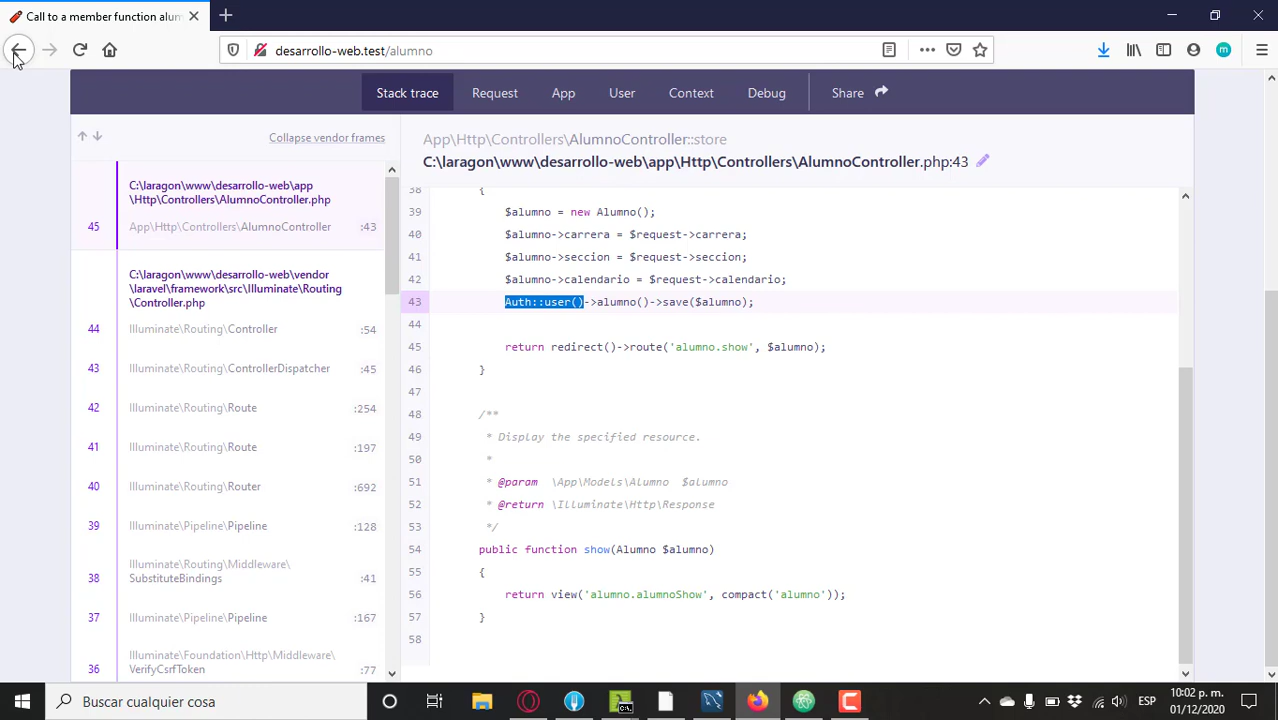 Call to a member function alum
desarrollo-web.test/alumno
m
Stack trace
Request
App
User
Context
Debug
Share
Collapse vendor frames
C:\laragon\www\desarrollo-web\app
\Http\Controllers\AlumnoController.php
45
App\Http\Controllers\AlumnoController
:43
C:\laragon\www\desarrollo-web\vendor
\laravel\framework\src\Illuminate\Routing
\Controller.php
44
Illuminate\Routing\Controller
:54
43
Illuminate\Routing\ControllerDispatcher
:45
42
Illuminate\Routing\Route
:254
41
Illuminate\Routing\Route
:197
40
Illuminate\Routing\Router
:692
39
Illuminate\Pipeline\Pipeline
:128
38
Illuminate\Routing\Middleware\
SubstituteBindings
:41
37
Illuminate\Pipeline\Pipeline
:167
36
Illuminate\Foundation\Http\Middleware\
VerifyCsrfToken
:77
App\Http\Controllers\AlumnoController::store
C:\laragon\www\desarrollo-web\app\Http\Controllers\AlumnoController.php:43
38 {
39 $alumno = new Alumno();
40 $alumno->carrera = $request->carrera;
41 $alumno->seccion = $request->seccion;
42 $alumno->calendario = $request->calendario;
43 Auth::user()->alumno()->save($alumno);
44
45 return redirect()->route('alumno.show', $alumno);
46 }
47
48 /**
49 * Display the specified resource.
50 *
51 * @param \App\Models\Alumno $alumno
52 * @return \Illuminate\Http\Response
53 */
54 public function show(Alumno $alumno)
55 {
56 return view('alumno.alumnoShow', compact('alumno'));
57 }
58
Buscar cualquier cosa
ESP
10:02 p. m.
01/12/2020